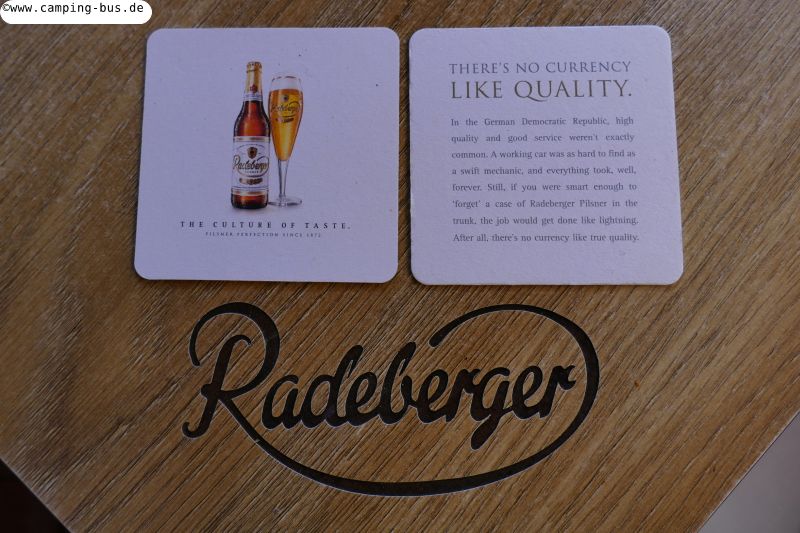 ©www.camping-bus.de
Radeberger
Radeberger
PILSNER
THE CULTURE OF TASTE.
PILSNER PERFECTION SINCE 1872
THERE'S NO CURRENCY
LIKE QUALITY.
In the German Democratic Republic, high
quality and good service weren't exactly
common. A working car was as hard to find as
a swift mechanic, and everything took, well,
forever. Still, if you were smart enough to
'forget' a case of Radeberger Pilsner in the
trunk, the job would get done like lightning.
After all, there's no currency like true quality.
Radeberger